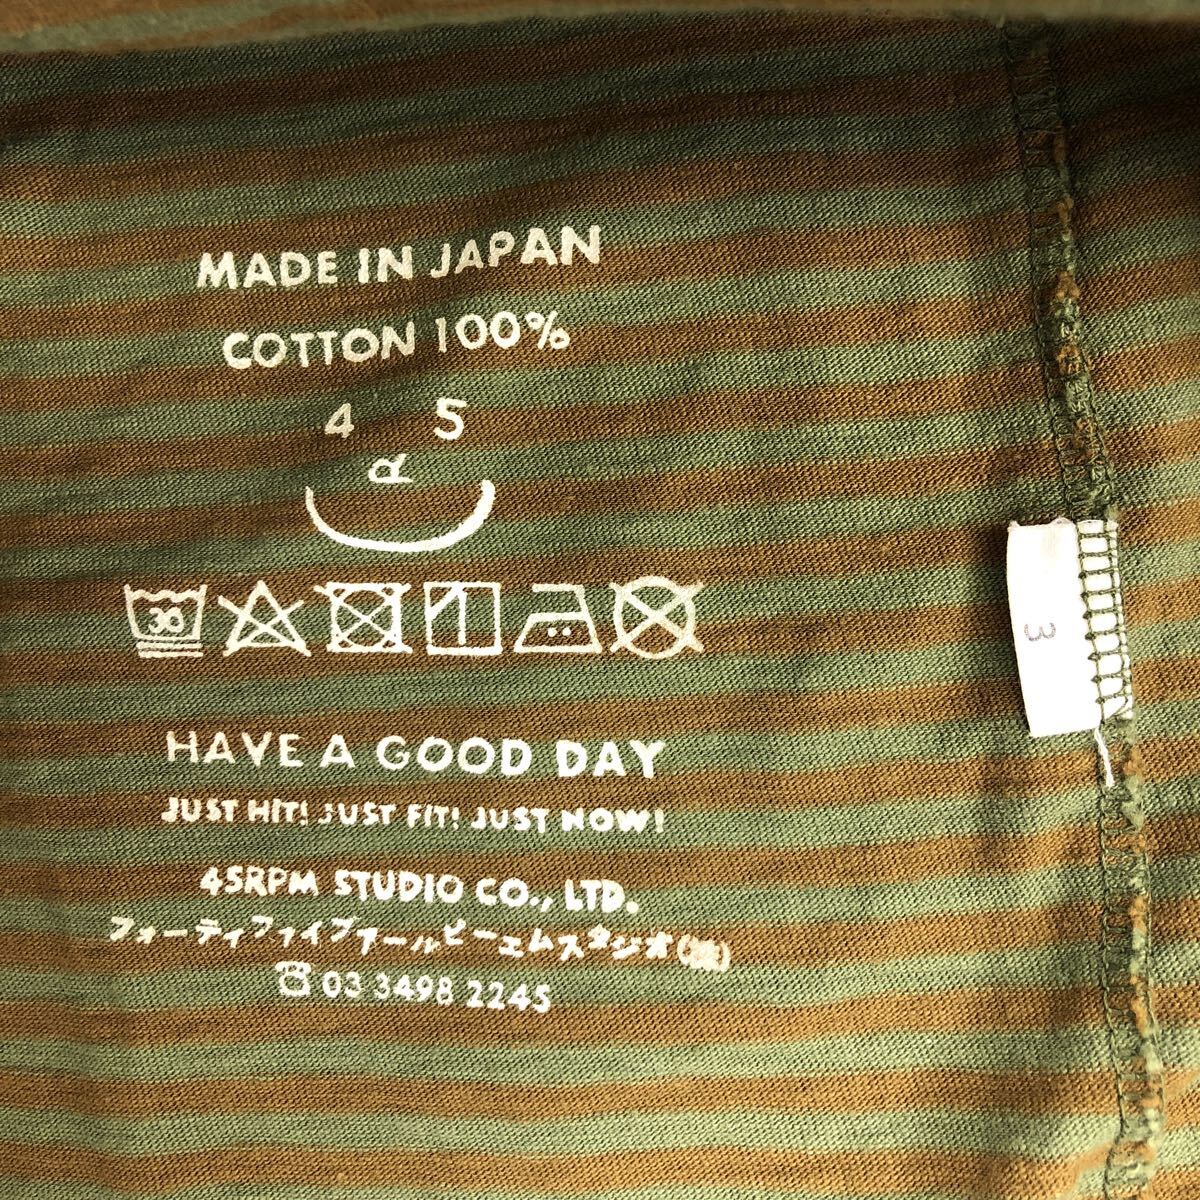 MADE IN JAPAN
COTTON 100%
4 5
R
30
HAVE A GOOD DAY
JUST HIT! JUST FIT! JUST NOW!
45RPM STUDIO CO., LTD.
フォーティファイブアールピーエムスタジオ(株)
☎ 03 3498 2245
3